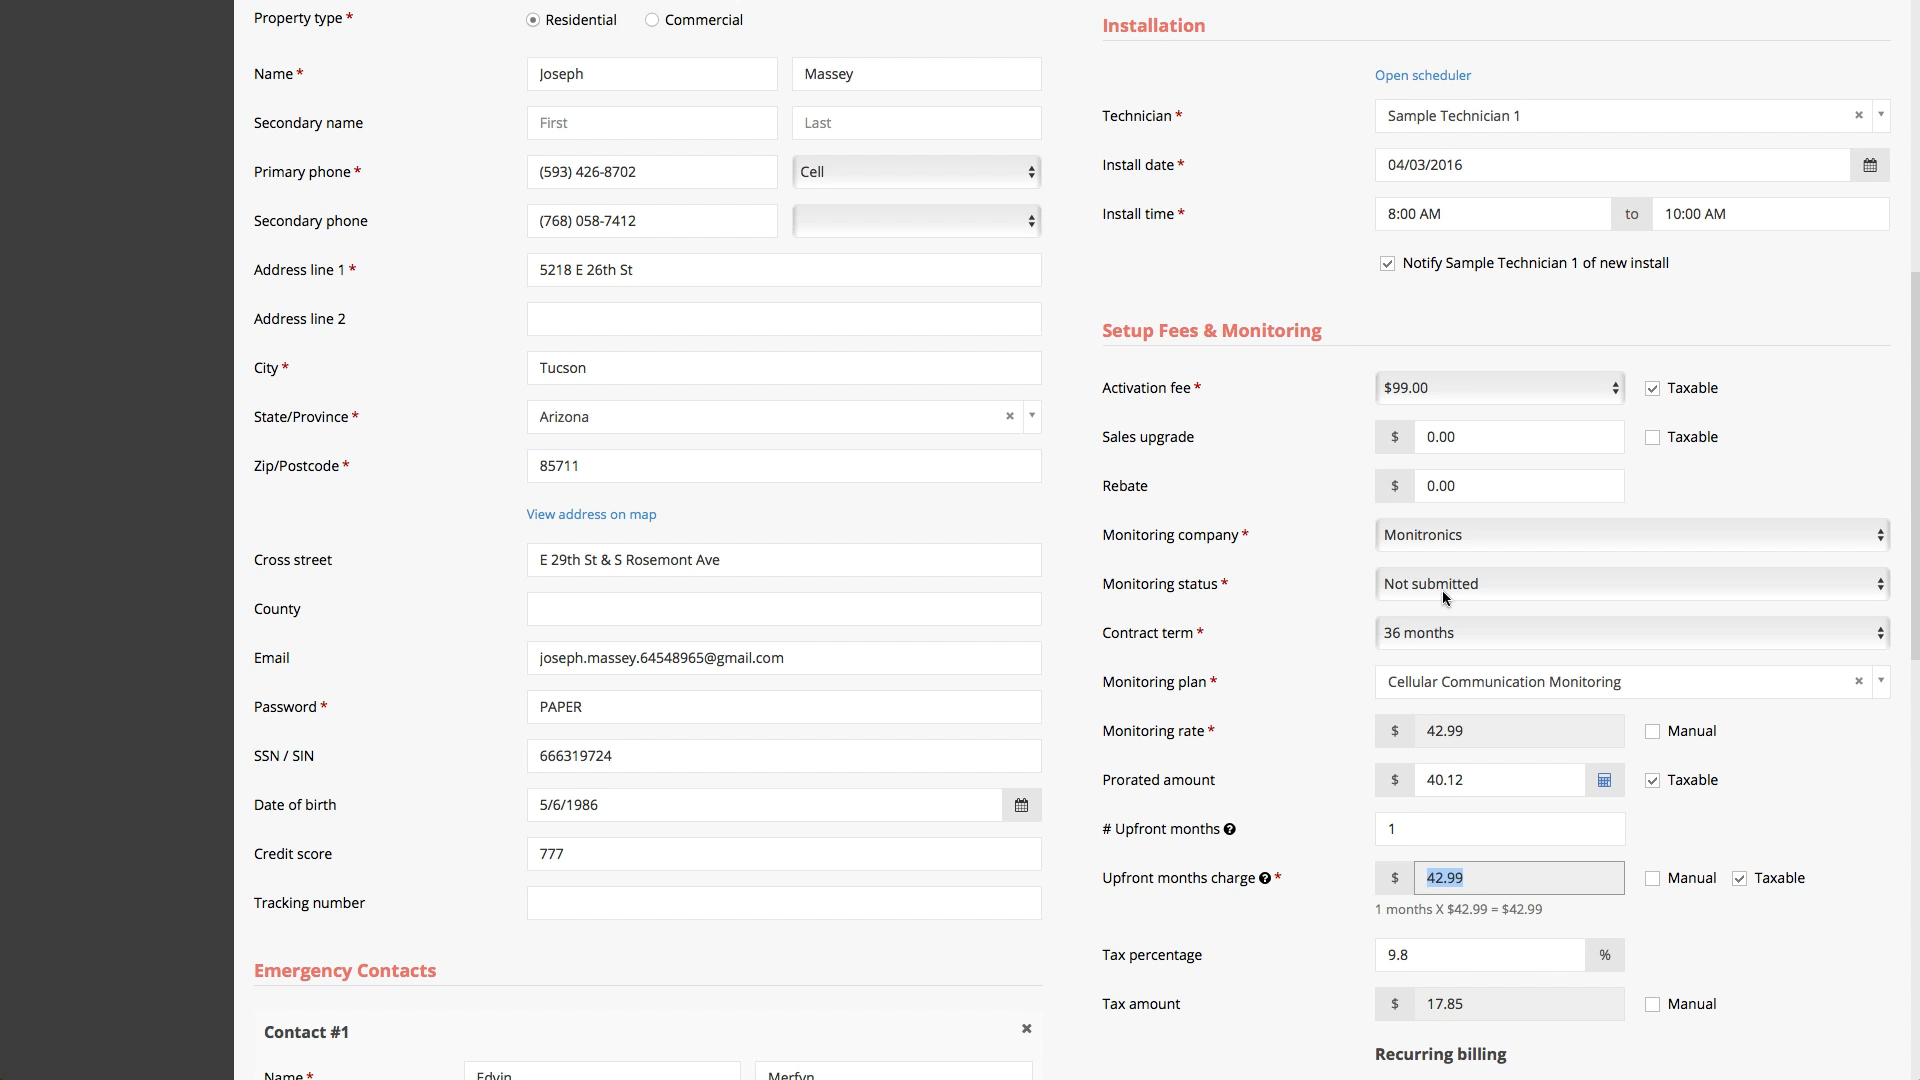 Property type *
Residential
Commercial
Name *
Joseph
Massey
Secondary name
First
Last
Primary phone *
(593) 426-8702
Cell
Secondary phone
(768) 058-7412
Address line 1 *
5218 E 26th St
Address line 2
City *
Tucson
State/Province *
Arizona
Zip/Postcode *
85711
View address on map
Cross street
E 29th St & S Rosemont Ave
County
Email
joseph.massey.64548965@gmail.com
Password *
PAPER
SSN / SIN
666319724
Date of birth
5/6/1986
Credit score
777
Tracking number
Emergency Contacts
Contact #1
Name *
Edvin
Merfyn
Installation
Open scheduler
Technician *
Sample Technician 1
Install date *
04/03/2016
Install time *
8:00 AM
to
10:00 AM
Notify Sample Technician 1 of new install
Setup Fees & Monitoring
Activation fee *
$99.00
Taxable
Sales upgrade
$ 0.00
Taxable
Rebate
$ 0.00
Monitoring company *
Monitronics
Monitoring status *
Not submitted
Contract term *
36 months
Monitoring plan *
Cellular Communication Monitoring
Monitoring rate *
$ 42.99
Manual
Prorated amount
$ 40.12
Taxable
# Upfront months
1
Upfront months charge *
$ 42.99
Manual
Taxable
1 months X $42.99 = $42.99
Tax percentage
9.8 %
Tax amount
$ 17.85
Manual
Recurring billing